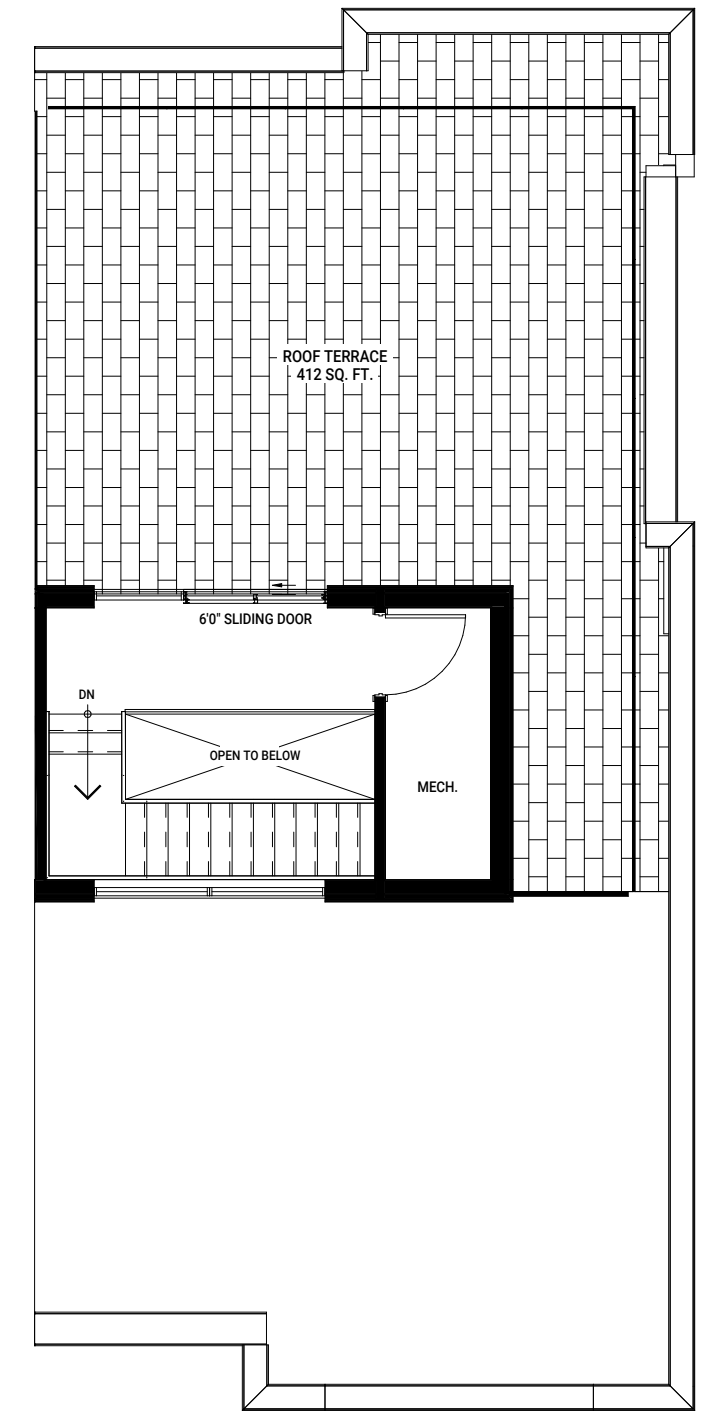 ROOF TERRACE
412 SQ. FT.
6'0" SLIDING DOOR
DN
OPEN TO BELOW
MECH.